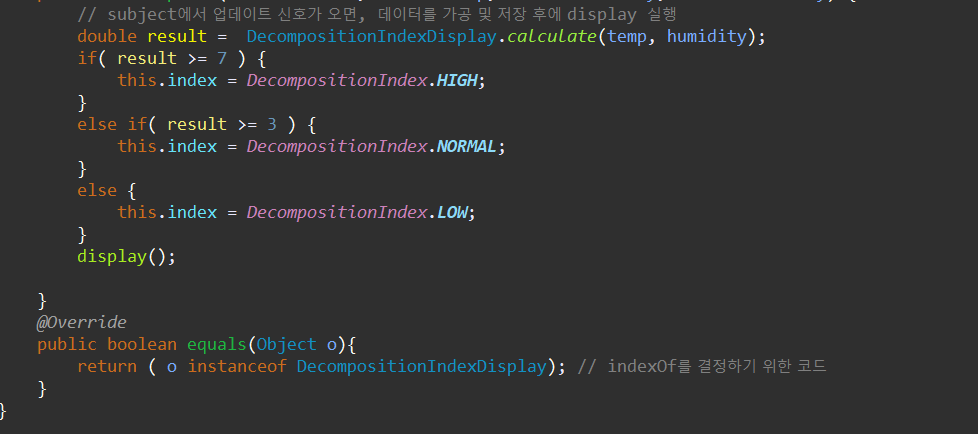 // subject에서 업데이트 신호가 오면, 데이터를 가공 및 저장 후에 display 실행
double result =  DecompositionIndexDisplay.calculate(temp, humidity);
if( result >= 7 ) {
this.index = DecompositionIndex.HIGH;
}
else if( result >= 3 ) {
this.index = DecompositionIndex.NORMAL;
}
else {
this.index = DecompositionIndex.LOW;
}
display();
}
@Override
public boolean equals(Object o){
return ( o instanceof DecompositionIndexDisplay); // indexOf를 결정하기 위한 코드
}
}